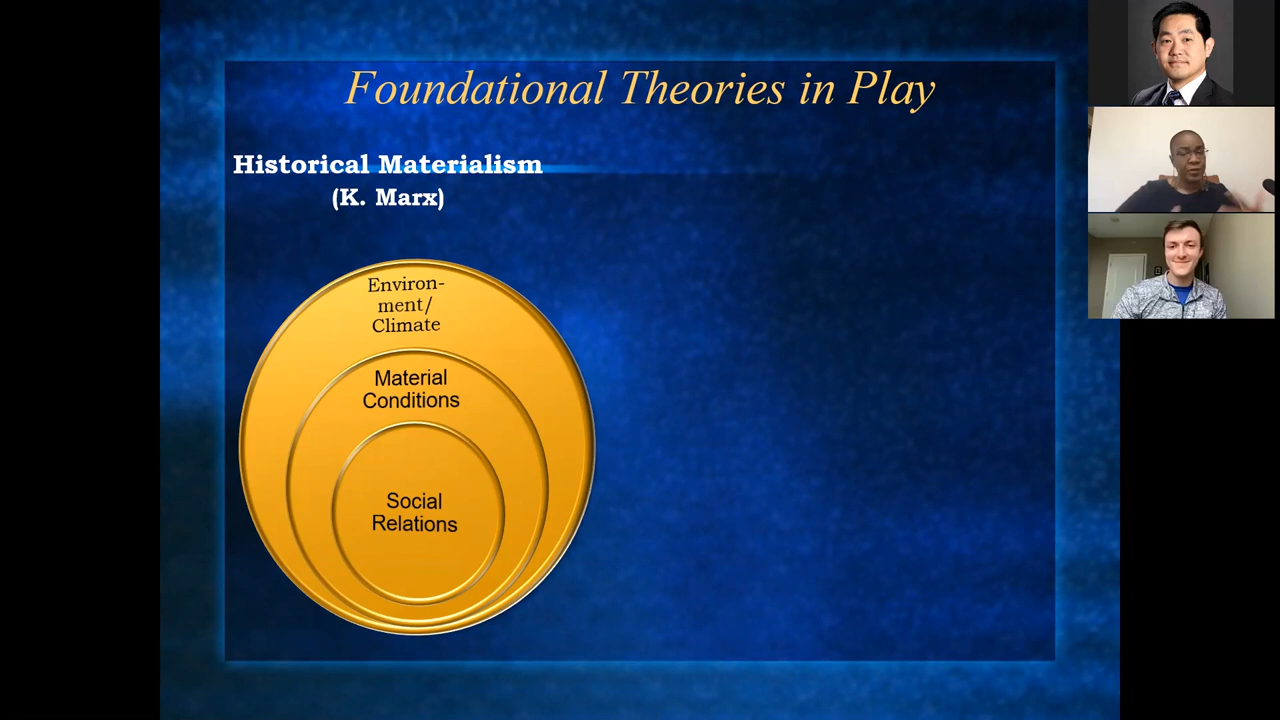 Foundational Theories in Play
Historical Materialism
(K. Marx)
Environ-
ment/
Climate
Material
Conditions
Social
Relations